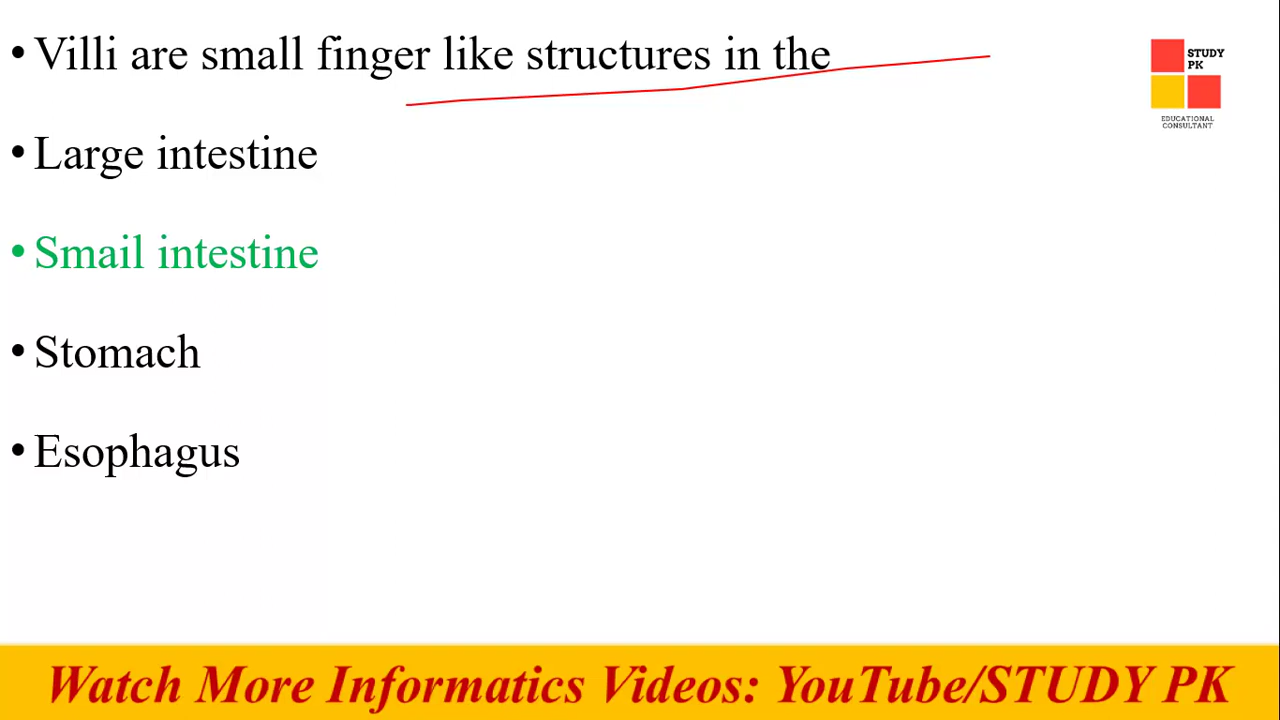 • Villi are small finger like structures in the
• Large intestine
• Smail intestine
• Stomach
• Esophagus
STUDY
PK
EDUCATIONAL
CONSULTANT
Watch More Informatics Videos: YouTube/STUDY PK